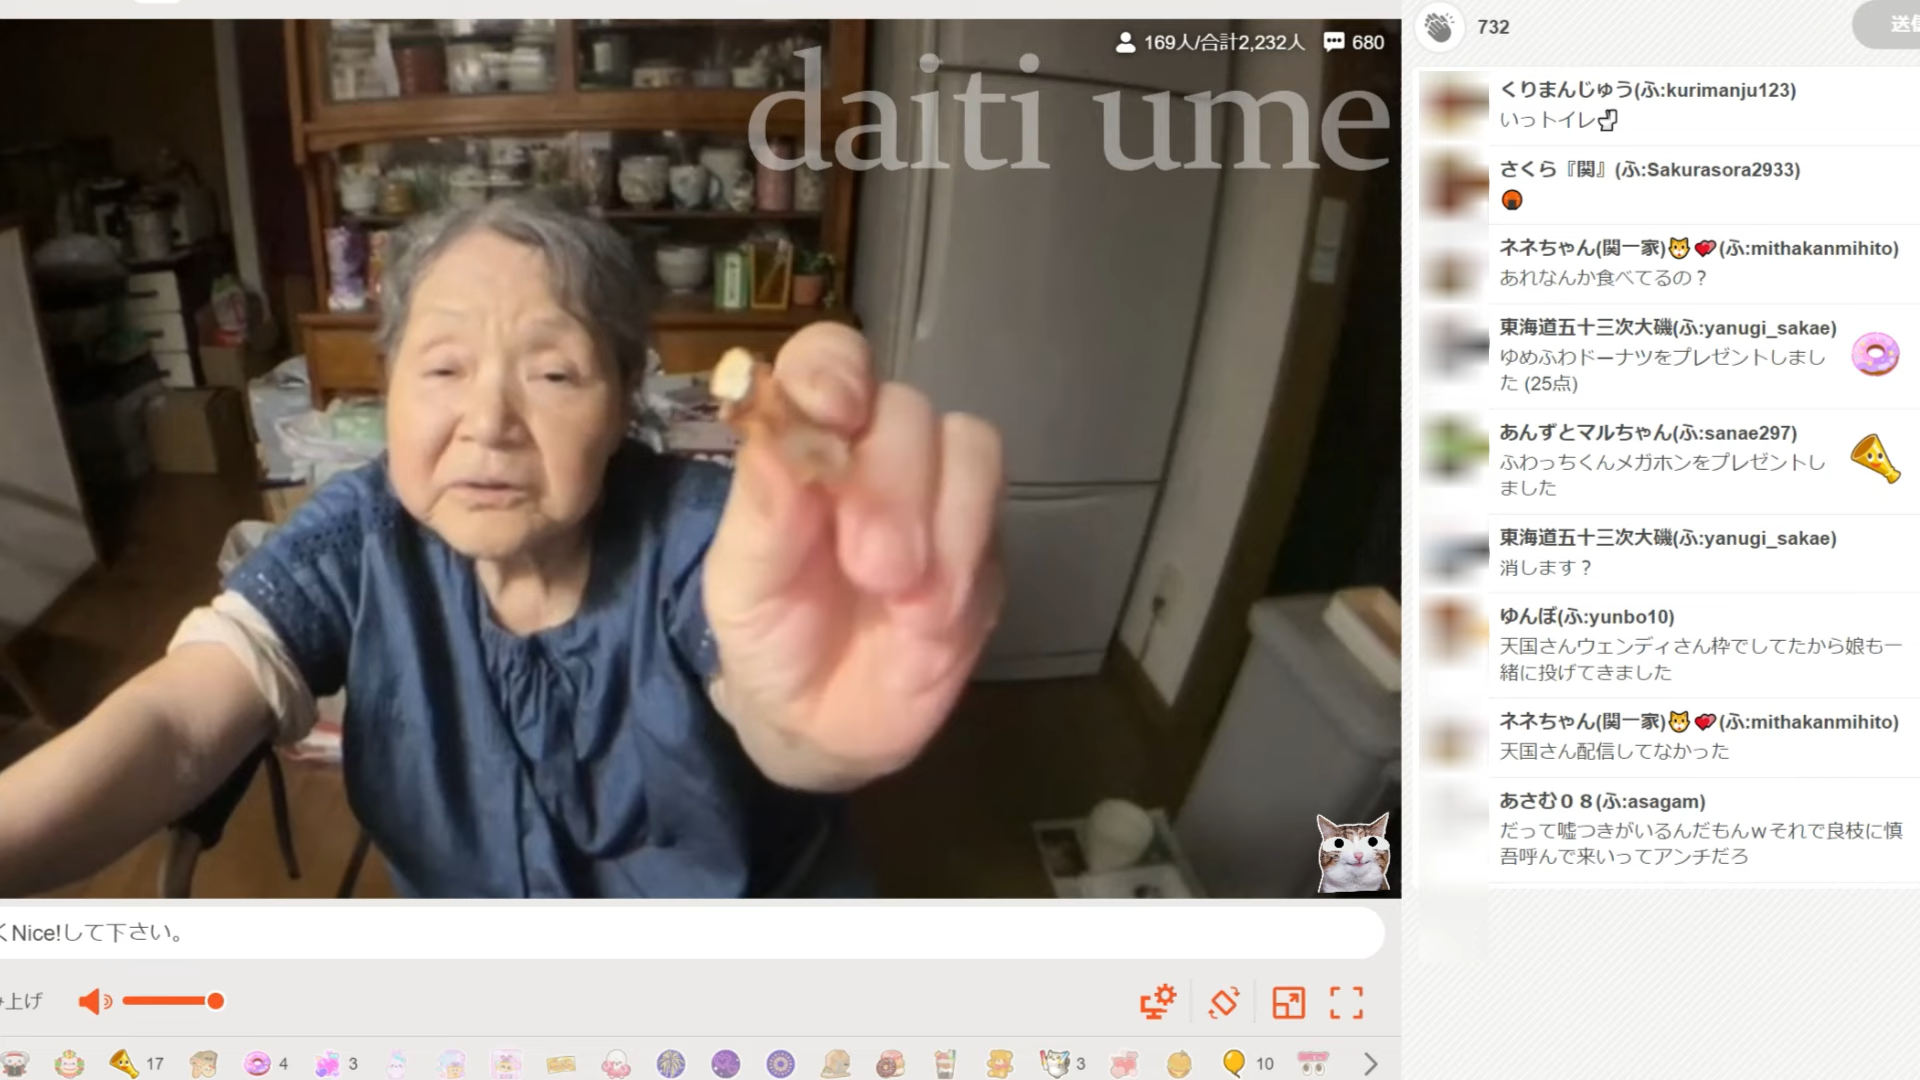 169人/合計2,232人 680
daiti ume
732
送信
くりまんじゅう(ふ:kurimanju123)
いっトイレ
さくら『関』(ふ:Sakurasora2933)
ネネちゃん(関一家)(ふ:mithakanmihito)
あれなんか食べてるの？
東海道五十三次大磯(ふ:yanugi_sakae)
ゆめふわドーナツをプレゼントしまし
た (25点)
あんずとマルちゃん(ふ:sanae297)
ふわっちくんメガホンをプレゼントし
ました
東海道五十三次大磯(ふ:yanugi_sakae)
消します？
ゆんぼ(ふ:yunbo10)
天国さんウェンディさん枠でしてたから娘も一
緒に投げてきました
ネネちゃん(関一家)(ふ:mithakanmihito)
天国さん配信してなかった
あさむ０８(ふ:asagam)
だって嘘つきがいるんだもんｗそれで良枝に慎
吾呼んで来いってアンチだろ
くNice!して下さい。
み上げ
17 4 3 3 10